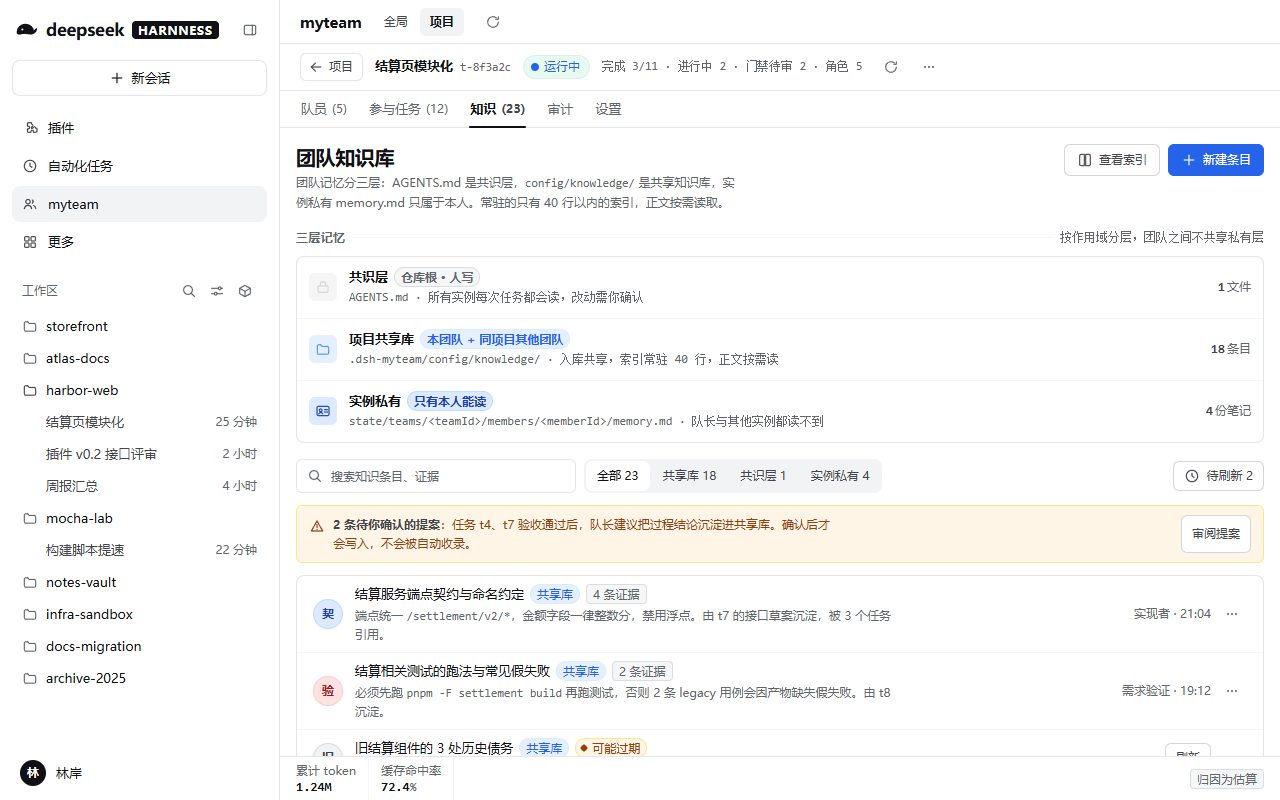 deepseek HARNNESS
新会话
插件
自动化任务
myteam
更多
工作区
storefront
atlas-docs
harbor-web
结算页模块化 25 分钟
插件 v0.2 接口评审 2 小时
周报汇总 4 小时
mocha-lab
构建脚本提速 22 分钟
notes-vault
infra-sandbox
docs-migration
archive-2025
林 林岸
myteam 全局 项目
项目 结算页模块化 t-8f3a2c 运行中 完成 3/11 · 进行中 2 · 门禁待审 2 · 角色 5
队员 (5) 参与任务 (12) 知识 (23) 审计 设置
团队知识库
查看索引 新建条目
团队记忆分三层：AGENTS.md 是共识层，config/knowledge/ 是共享知识库，实
例私有 memory.md 只属于本人。常驻的只有 40 行以内的索引，正文按需读取。
三层记忆 按作用域分层，团队之间不共享私有层
共识层 仓库根 · 人写
AGENTS.md · 所有实例每次任务都会读，改动需你确认
1 文件
项目共享库 本团队 + 同项目其他团队
.dsh-myteam/config/knowledge/ · 入库共享，索引常驻 40 行，正文按需读
18 条目
实例私有 只有本人能读
state/teams/<teamId>/members/<memberId>/memory.md · 队长与其他实例都读不到
4 份笔记
搜索知识条目、证据 全部 23 共享库 18 共识层 1 实例私有 4 待刷新 2
2 条待你确认的提案：任务 t4、t7 验收通过后，队长建议把过程结论沉淀进共享库。确认后才
会写入，不会被自动收录。
审阅提案
契 结算服务端点契约与命名约定 共享库 4 条证据
端点统一 /settlement/v2/*，金额字段一律整数分，禁用浮点。由 t7 的接口草案沉淀，被 3 个任务
引用。
实现者 · 21:04
验 结算相关测试的跑法与常见假失败 共享库 2 条证据
必须先跑 pnpm -F settlement build 再跑测试，否则 2 条 legacy 用例会因产物缺失假失败。由 t8
沉淀。
需求验证 · 19:12
旧结算组件的 3 处历史债务 共享库 可能过期
累计 token 缓存命中率
1.24M 72.4%
归因为估算